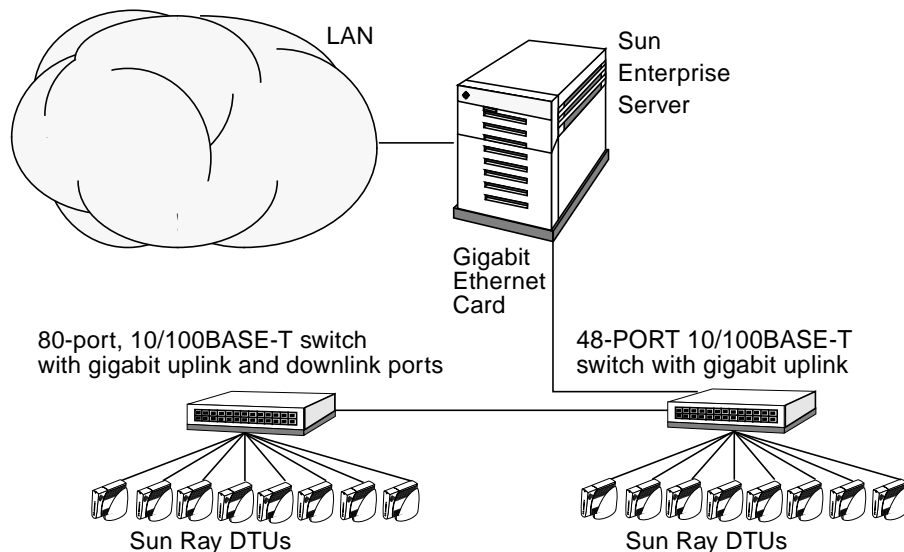 LAN
Sun
Enterprise
Server
Gigabit
Ethernet
Card
80-port, 10/100BASE-T switch
with gigabit uplink and downlink ports
48-PORT 10/100BASE-T
switch with gigabit uplink
Sun Ray DTUs
Sun Ray DTUs